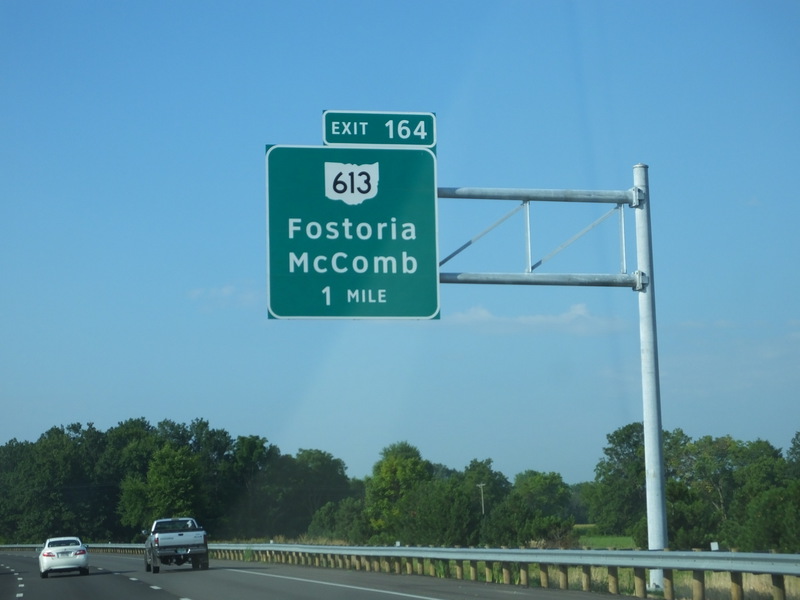 EXIT 164
613
Fostoria
McComb
1 MILE